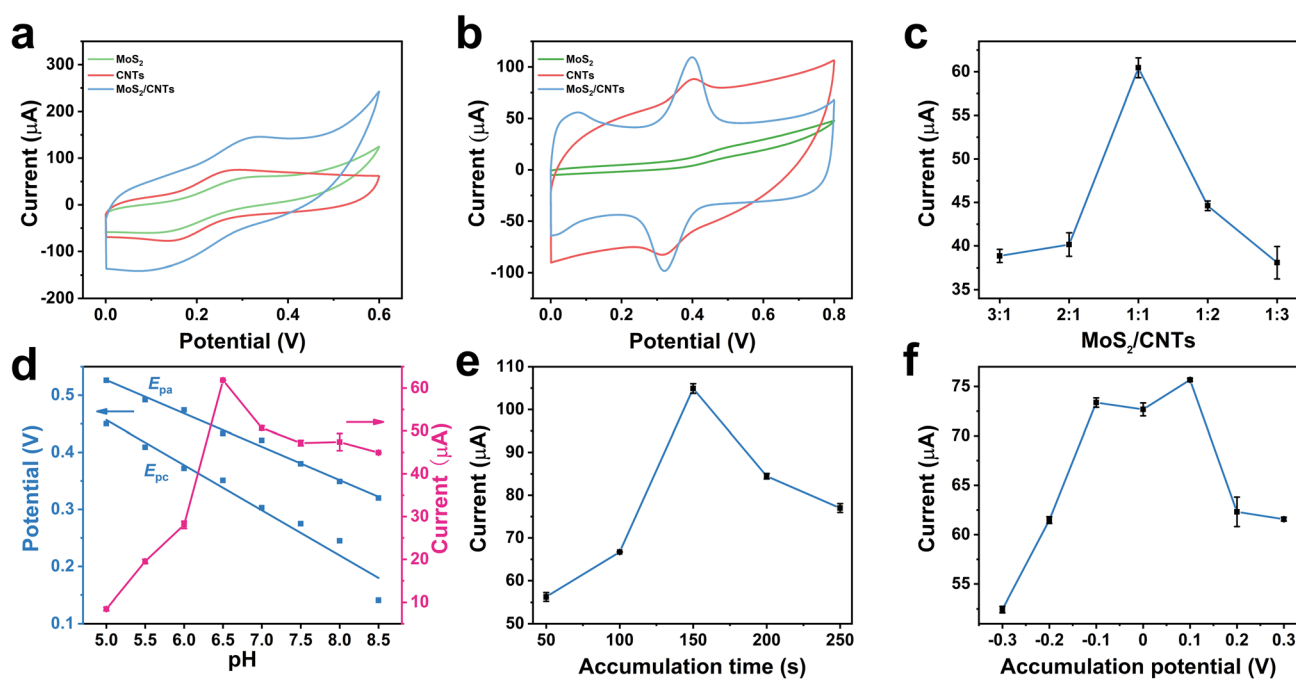 a
MoS₂
CNTs
MoS₂/CNTs
300
200
100
0
-100
-200
Current (μA)
0.0 0.2 0.4 0.6
Potential (V)
b
MoS₂
CNTs
MoS₂/CNTs
100
50
0
-50
-100
Current (μA)
0.0 0.2 0.4 0.6 0.8
Potential (V)
c
60
55
50
45
40
35
Current (μA)
3:1 2:1 1:1 1:2 1:3
MoS₂/CNTs
d
Epa
Epc
0.5
0.4
0.3
0.2
0.1
Potential (V)
60
50
40
30
20
10
Current (μA)
5.0 5.5 6.0 6.5 7.0 7.5 8.0 8.5
pH
e
110
100
90
80
70
60
50
Current (μA)
50 100 150 200 250
Accumulation time (s)
f
75
70
65
60
55
Current (μA)
-0.3 -0.2 -0.1 0 0.1 0.2 0.3
Accumulation potential (V)